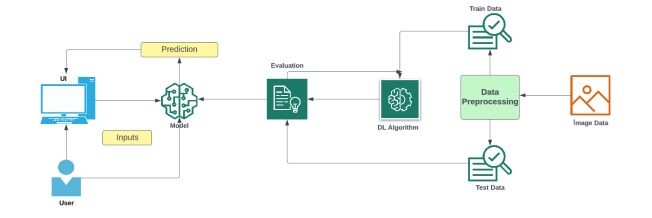 Train Data
Prediction
Evaluation
UI
Data
Preprocessing
Model
DL Algorithm
Image Data
Inputs
Test Data
User